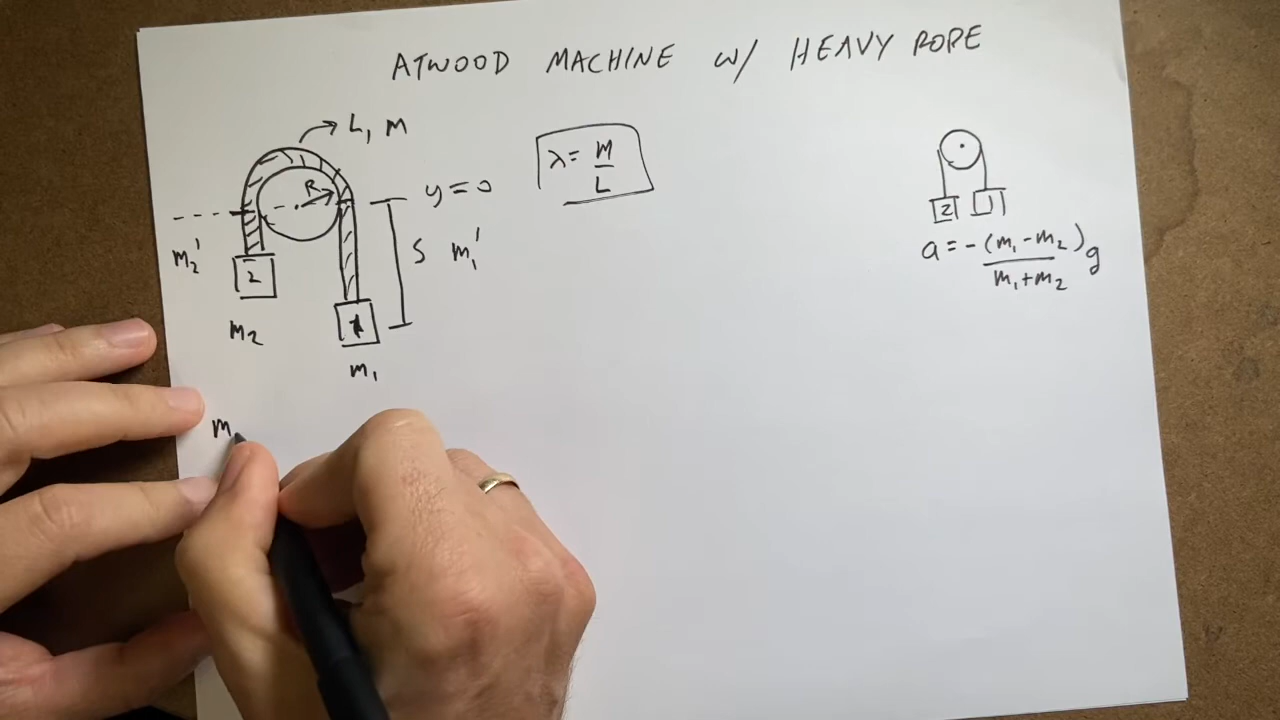 ATWOOD MACHINE W/ HEAVY ROPE
L, M
R
y = 0
λ = M
L
m₂'
S m₁'
2
1
m₂
m₁
m
2 1
a = - (m₁ - m₂) g
m₁ + m₂